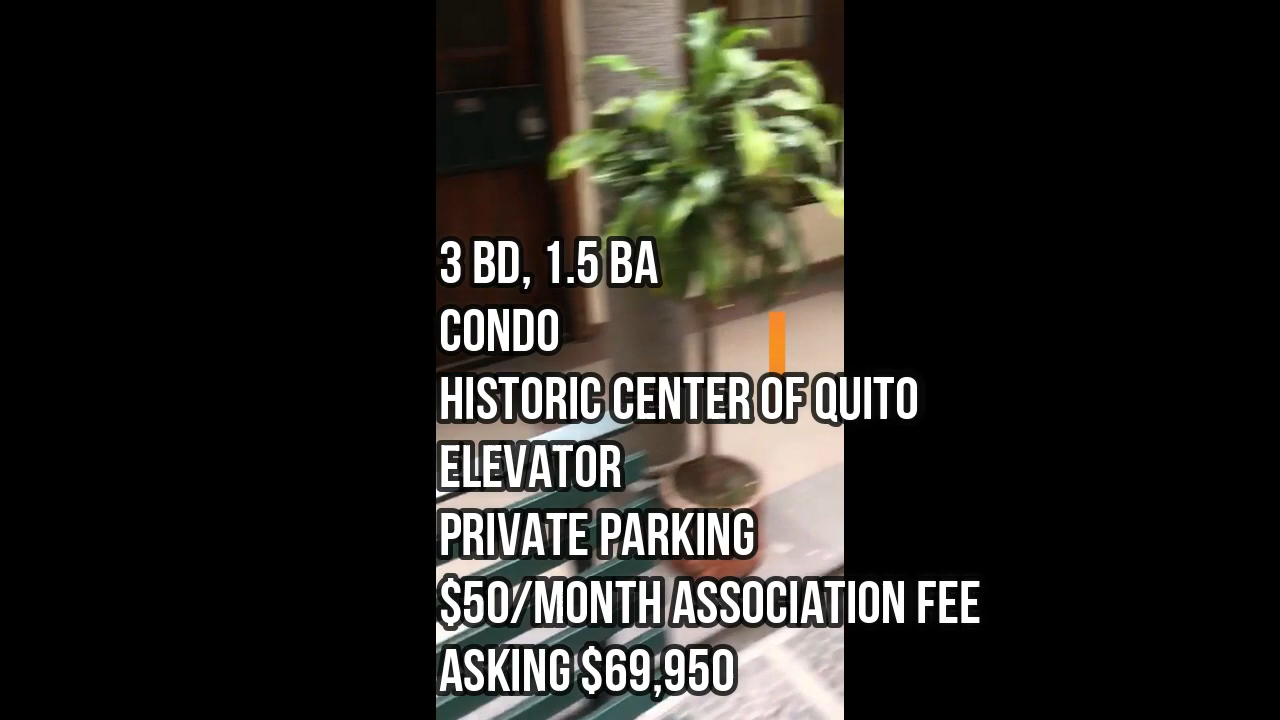 3 BD, 1.5 BA
CONDO
HISTORIC CENTER OF QUITO
ELEVATOR
PRIVATE PARKING
$50/MONTH ASSOCIATION FEE
ASKING $69,950